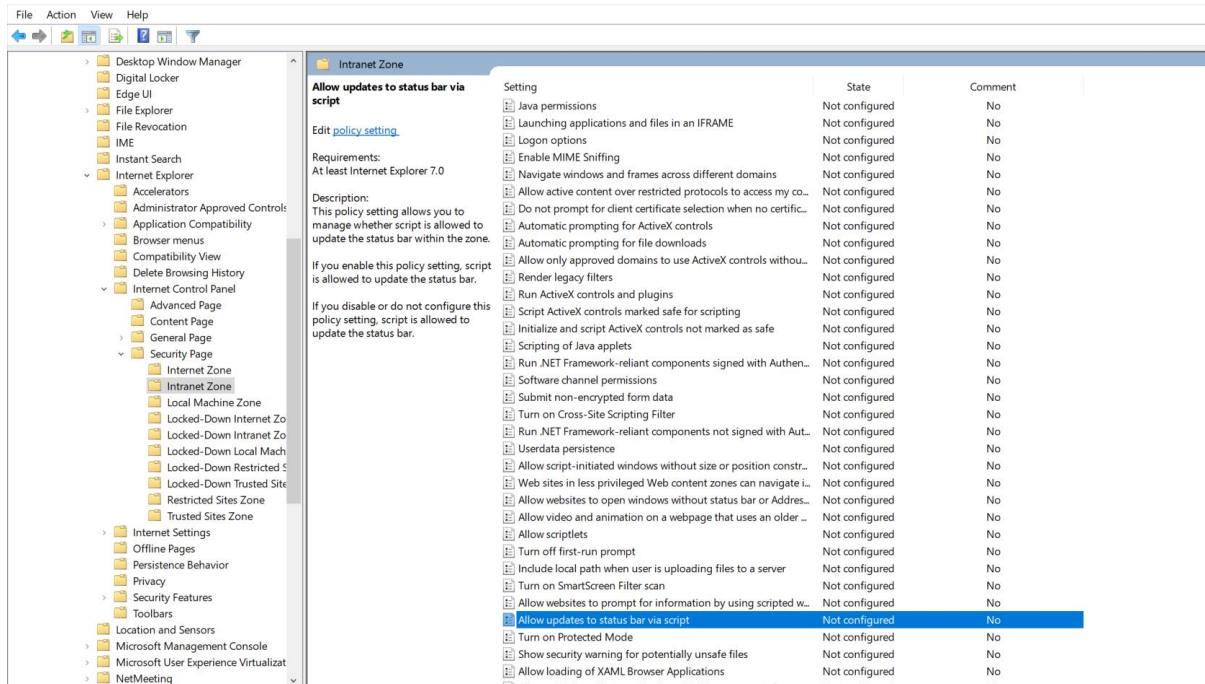 File Action View Help
Desktop Window Manager
Digital Locker
Edge UI
File Explorer
File Revocation
IME
Instant Search
Internet Explorer
Accelerators
Administrator Approved Controls
Application Compatibility
Browser menus
Compatibility View
Delete Browsing History
Internet Control Panel
Advanced Page
Content Page
General Page
Security Page
Internet Zone
Intranet Zone
Local Machine Zone
Locked-Down Internet Zo
Locked-Down Intranet Zo
Locked-Down Local Mach
Locked-Down Restricted S
Locked-Down Trusted Site
Restricted Sites Zone
Trusted Sites Zone
Internet Settings
Offline Pages
Persistence Behavior
Privacy
Security Features
Toolbars
Location and Sensors
Microsoft Management Console
Microsoft User Experience Virtualizat
NetMeeting
Intranet Zone
Allow updates to status bar via
script
Edit policy setting
Requirements:
At least Internet Explorer 7.0
Description:
This policy setting allows you to
manage whether script is allowed to
update the status bar within the zone.
If you enable this policy setting, script
is allowed to update the status bar.
If you disable or do not configure this
policy setting, script is allowed to
update the status bar.
Setting State Comment
Java permissions Not configured No
Launching applications and files in an IFRAME Not configured No
Logon options Not configured No
Enable MIME Sniffing Not configured No
Navigate windows and frames across different domains Not configured No
Allow active content over restricted protocols to access my co... Not configured No
Do not prompt for client certificate selection when no certific... Not configured No
Automatic prompting for ActiveX controls Not configured No
Automatic prompting for file downloads Not configured No
Allow only approved domains to use ActiveX controls withou... Not configured No
Render legacy filters Not configured No
Run ActiveX controls and plugins Not configured No
Script ActiveX controls marked safe for scripting Not configured No
Initialize and script ActiveX controls not marked as safe Not configured No
Scripting of Java applets Not configured No
Run .NET Framework-reliant components signed with Authen... Not configured No
Software channel permissions Not configured No
Submit non-encrypted form data Not configured No
Turn on Cross-Site Scripting Filter Not configured No
Run .NET Framework-reliant components not signed with Aut... Not configured No
Userdata persistence Not configured No
Allow script-initiated windows without size or position constr... Not configured No
Web sites in less privileged Web content zones can navigate i... Not configured No
Allow websites to open windows without status bar or Addres... Not configured No
Allow video and animation on a webpage that uses an older ... Not configured No
Allow scriptlets Not configured No
Turn off first-run prompt Not configured No
Include local path when user is uploading files to a server Not configured No
Turn on SmartScreen Filter scan Not configured No
Allow websites to prompt for information by using scripted w... Not configured No
Allow updates to status bar via script Not configured No
Turn on Protected Mode Not configured No
Show security warning for potentially unsafe files Not configured No
Allow loading of XAML Browser Applications Not configured No